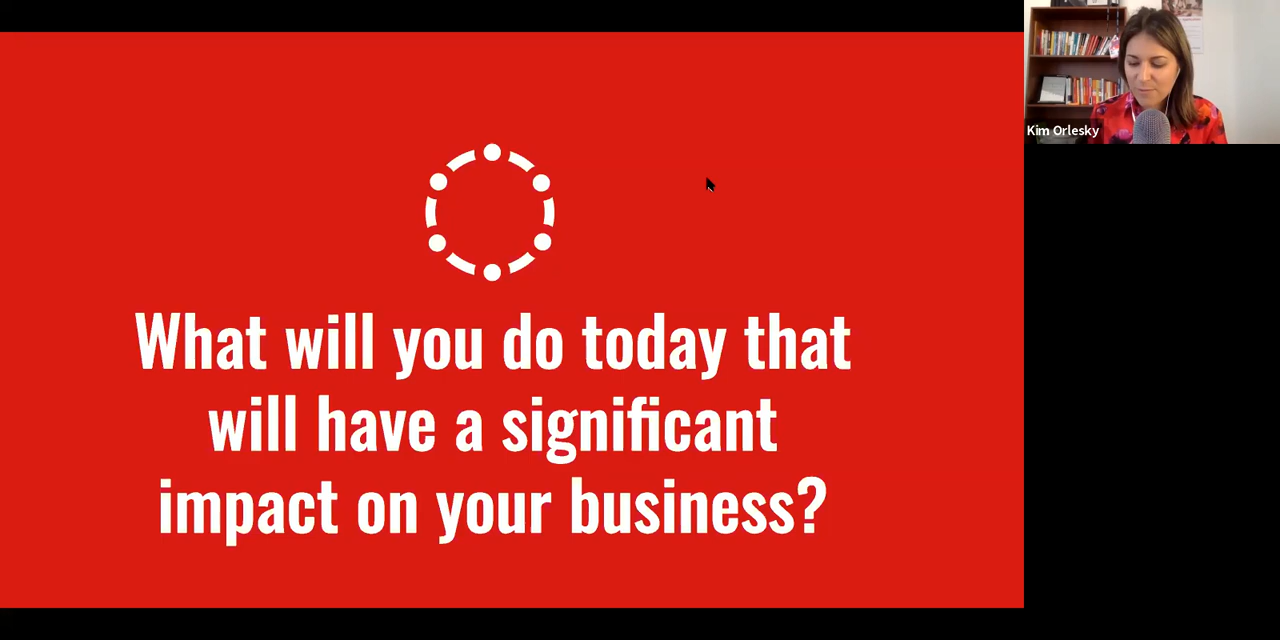 Kim Orlesky
What will you do today that
will have a significant
impact on your business?